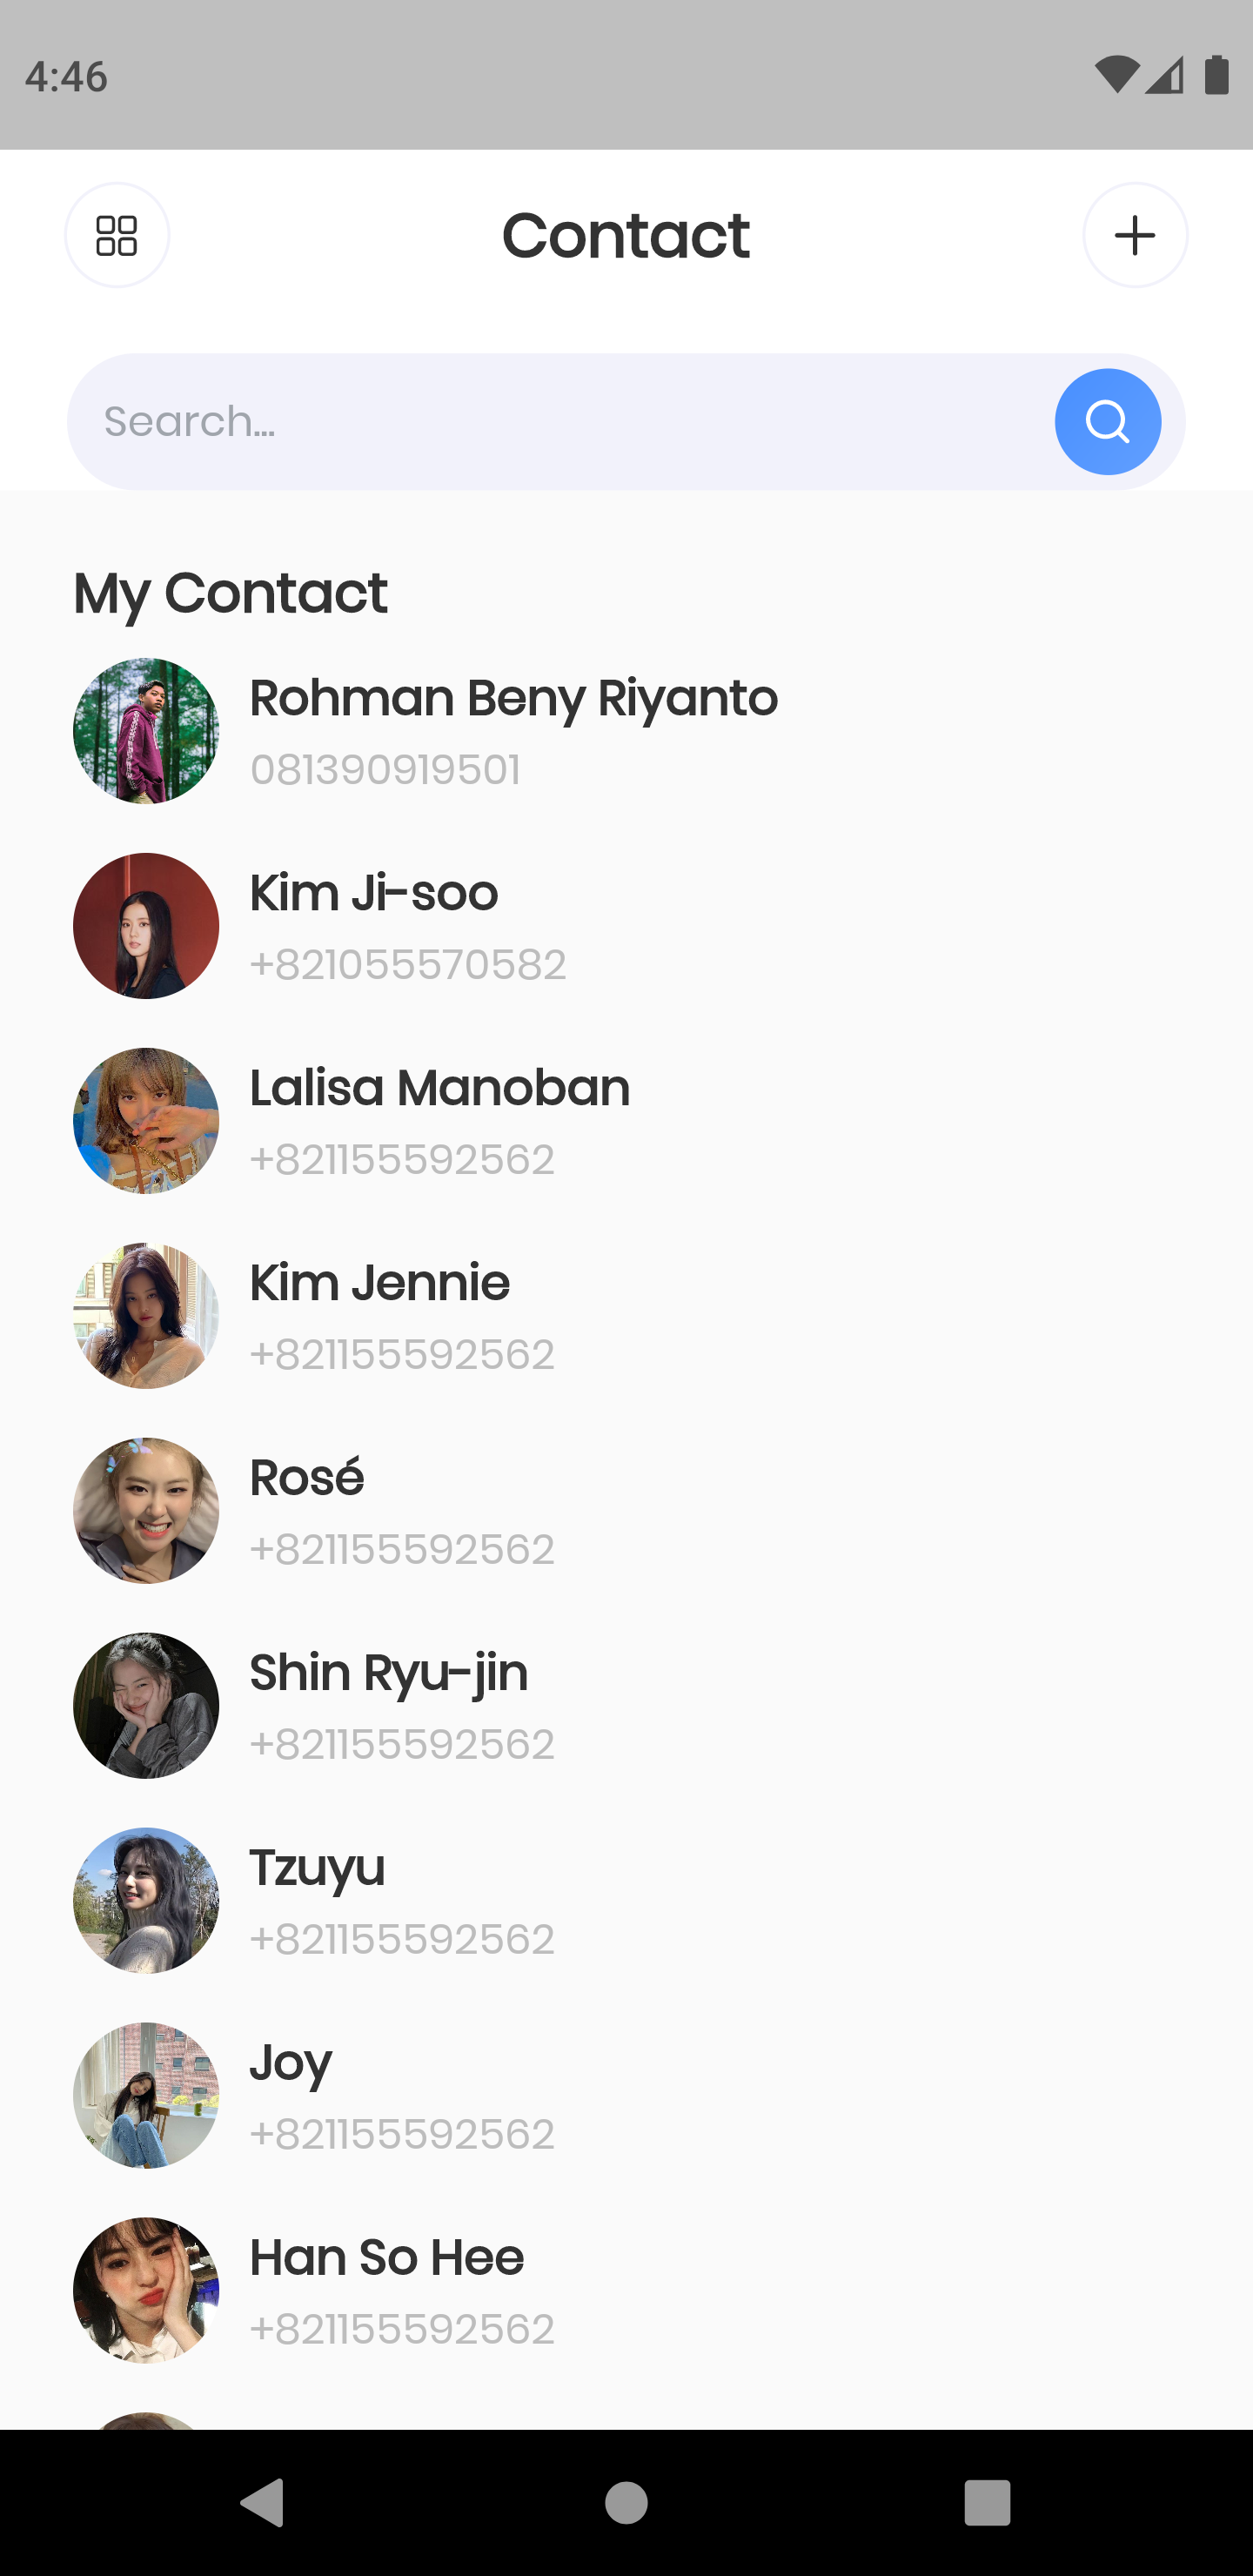 4:46
Contact
Search...
My Contact
Rohman Beny Riyanto
081390919501
Kim Ji-soo
+821055570582
Lalisa Manoban
+821155592562
Kim Jennie
+821155592562
Rosé
+821155592562
Shin Ryu-jin
+821155592562
Tzuyu
+821155592562
Joy
+821155592562
Han So Hee
+821155592562